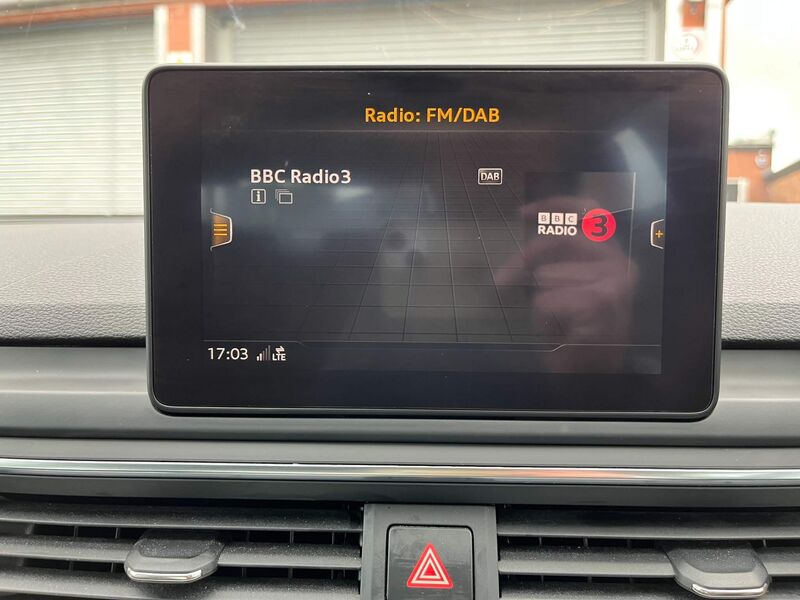 Radio: FM/DAB
BBC Radio3
DAB
BBC
RADIO 3
17:03
LTE